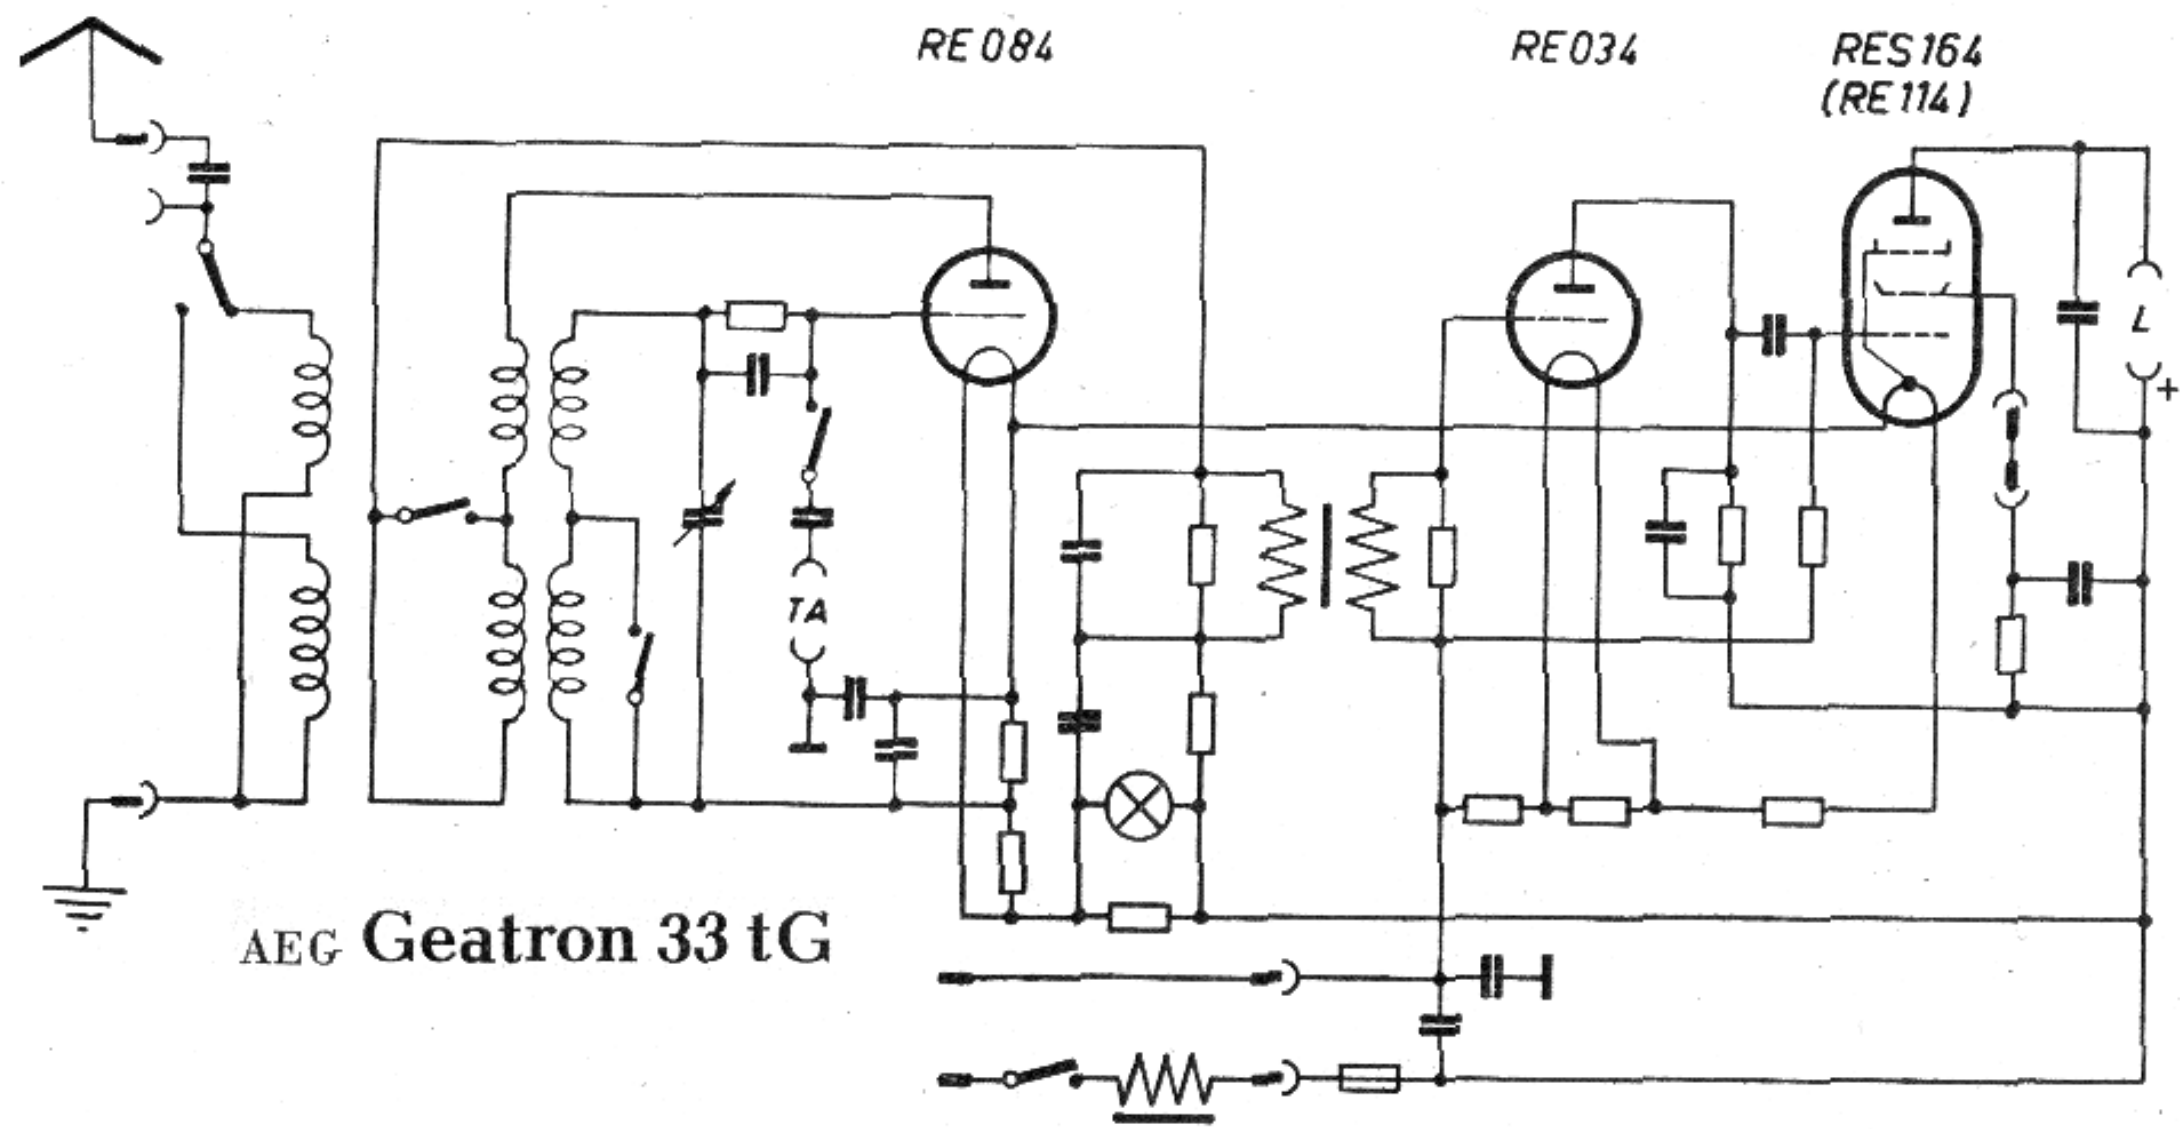 RE 084
RE 034
RES 164
(RE 114)
L
+
TA
AEG Geatron 33 tG